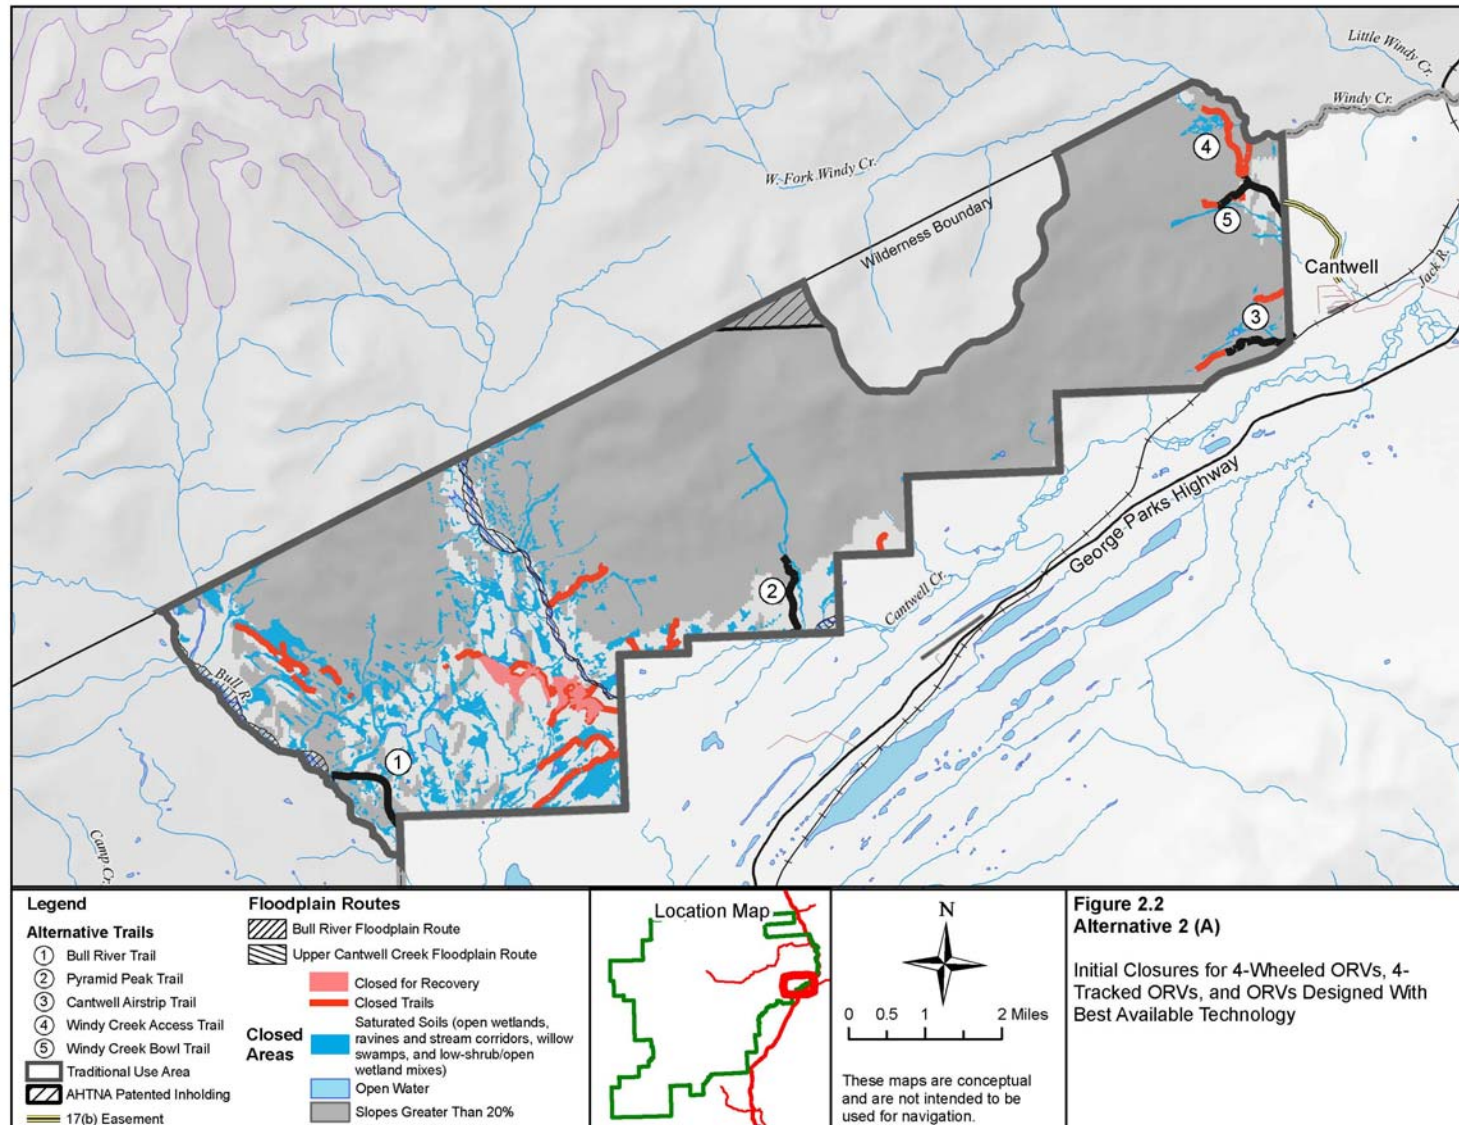 Little Windy Cr.
Windy Cr.
W. Fork Windy Cr.
Wilderness Boundary
4
5
Cantwell
Jack R.
3
George Parks Highway
2
Cantwell Cr.
Bull R.
1
Camp Cr.
Legend
Alternative Trails
1 Bull River Trail
2 Pyramid Peak Trail
3 Cantwell Airstrip Trail
4 Windy Creek Access Trail
5 Windy Creek Bowl Trail
Traditional Use Area
AHTNA Patented Inholding
17(b) Easement
Floodplain Routes
Bull River Floodplain Route
Upper Cantwell Creek Floodplain Route
Closed for Recovery
Closed Trails
Closed
Areas
Saturated Soils (open wetlands,
ravines and stream corridors, willow
swamps, and low-shrub/open
wetland mixes)
Open Water
Slopes Greater Than 20%
Location Map
N
0 0.5 1 2 Miles
These maps are conceptual
and are not intended to be
used for navigation.
Figure 2.2
Alternative 2 (A)
Initial Closures for 4-Wheeled ORVs, 4-
Tracked ORVs, and ORVs Designed With
Best Available Technology